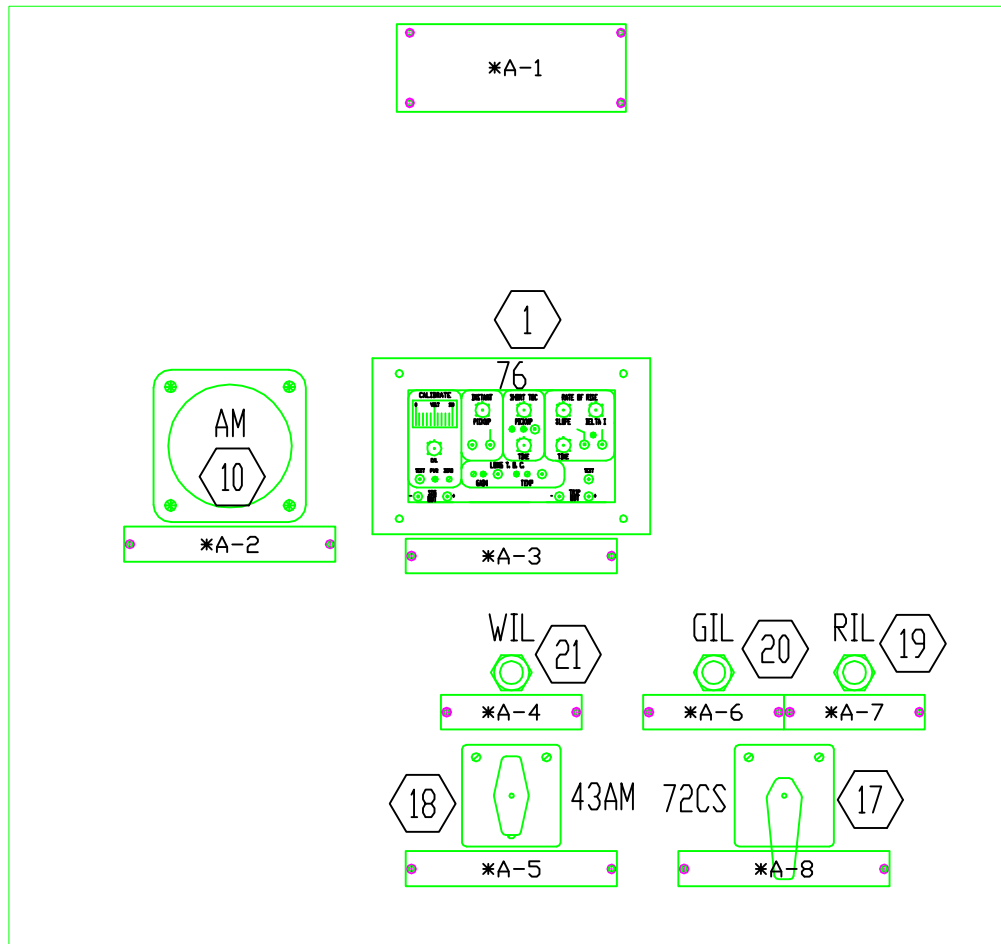 *A-1
1
76
CALIBRATE
INSTANT
SHORT TOC
RATE OF RISE
PICKUP
PICKUP
SLOPE
DELTA I
TIME
TIME
LONG T. O. C.
TEST
TEST
TEMP
AM
10
*A-2
*A-3
WIL
21
GIL
20
RIL
19
*A-4
*A-6
*A-7
18
43AM
72CS
17
*A-5
*A-8